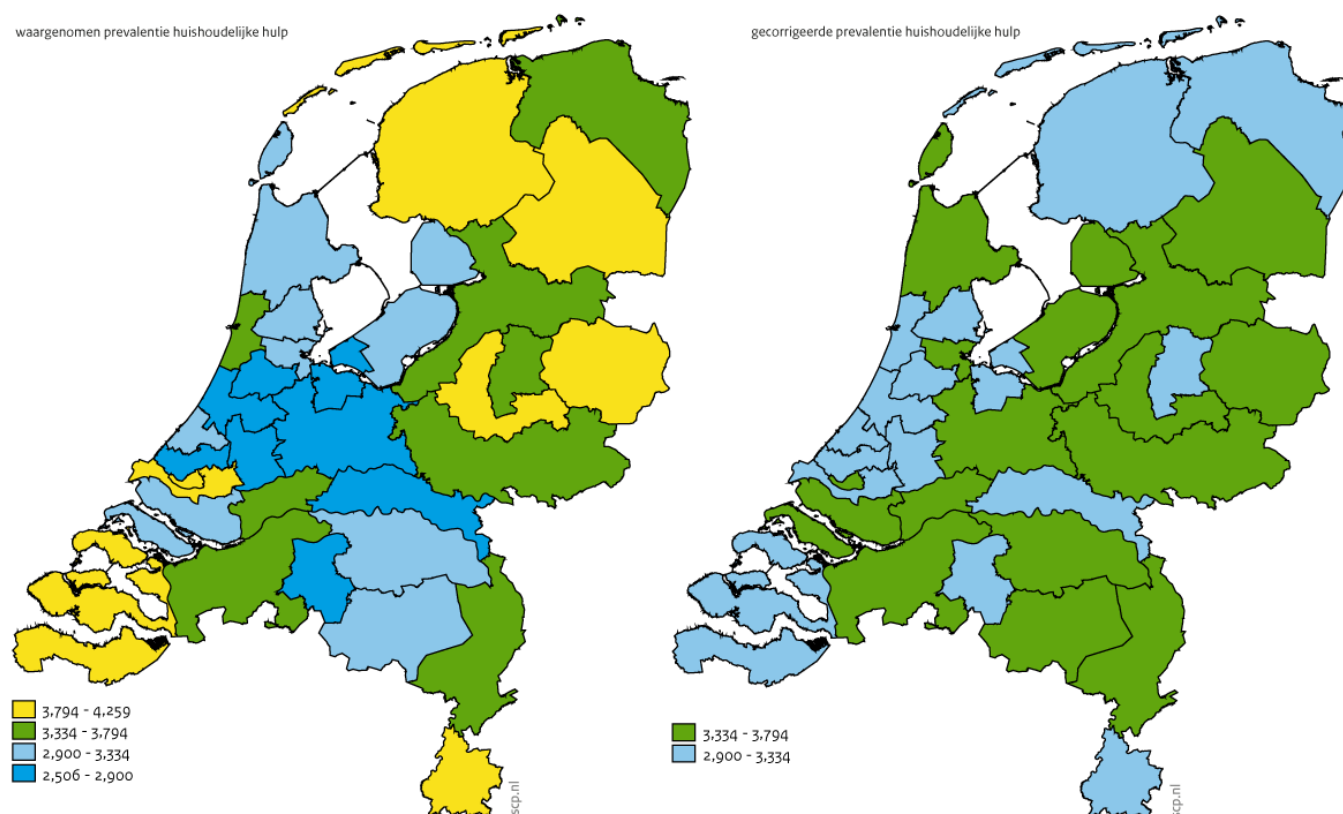 waargenomen prevalentie huishoudelijke hulp
3,794 - 4,259
3,334 - 3,794
2,900 - 3,334
2,506 - 2,900
scp.nl
gecorrigeerde prevalentie huishoudelijke hulp
3,334 - 3,794
2,900 - 3,334
scp.nl